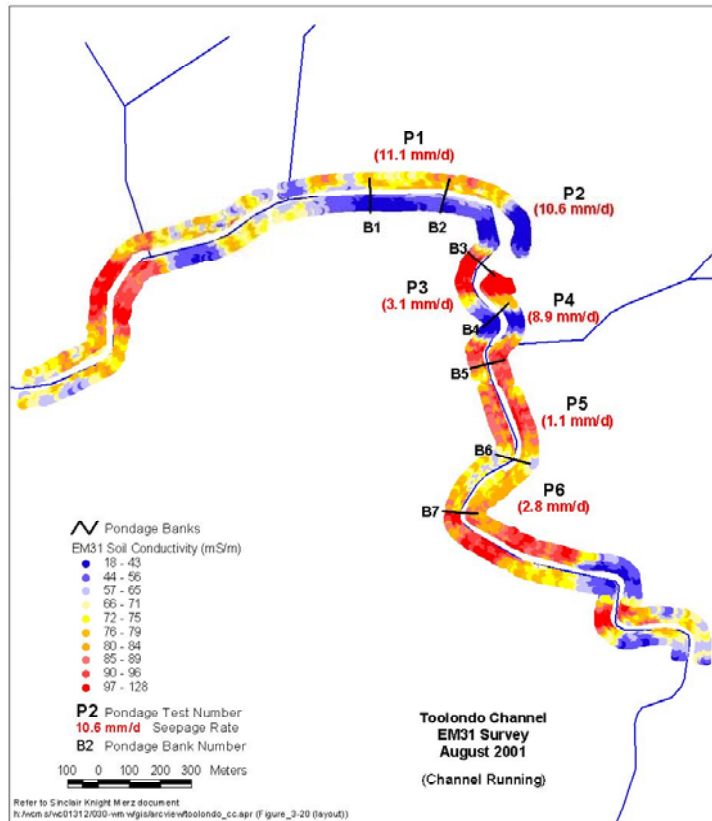 P1
(11.1 mm/d)
P2
(10.6 mm/d)
B1
B2
B3
P3
(3.1 mm/d)
P4
(8.9 mm/d)
B4
B5
P5
(1.1 mm/d)
B6
P6
(2.8 mm/d)
B7
Pondage Banks
EM31 Soil Conductivity (mS/m)
18 - 43
44 - 56
57 - 65
66 - 71
72 - 75
76 - 79
80 - 84
85 - 89
90 - 96
97 - 128
P2 Pondage Test Number
10.6 mm/d Seepage Rate
B2 Pondage Bank Number
100 0 100 200 300 Meters
Toolondo Channel
EM31 Survey
August 2001
(Channel Running)
Refer to Sinclair Knight Merz document
(Figure_3-20 (layout))